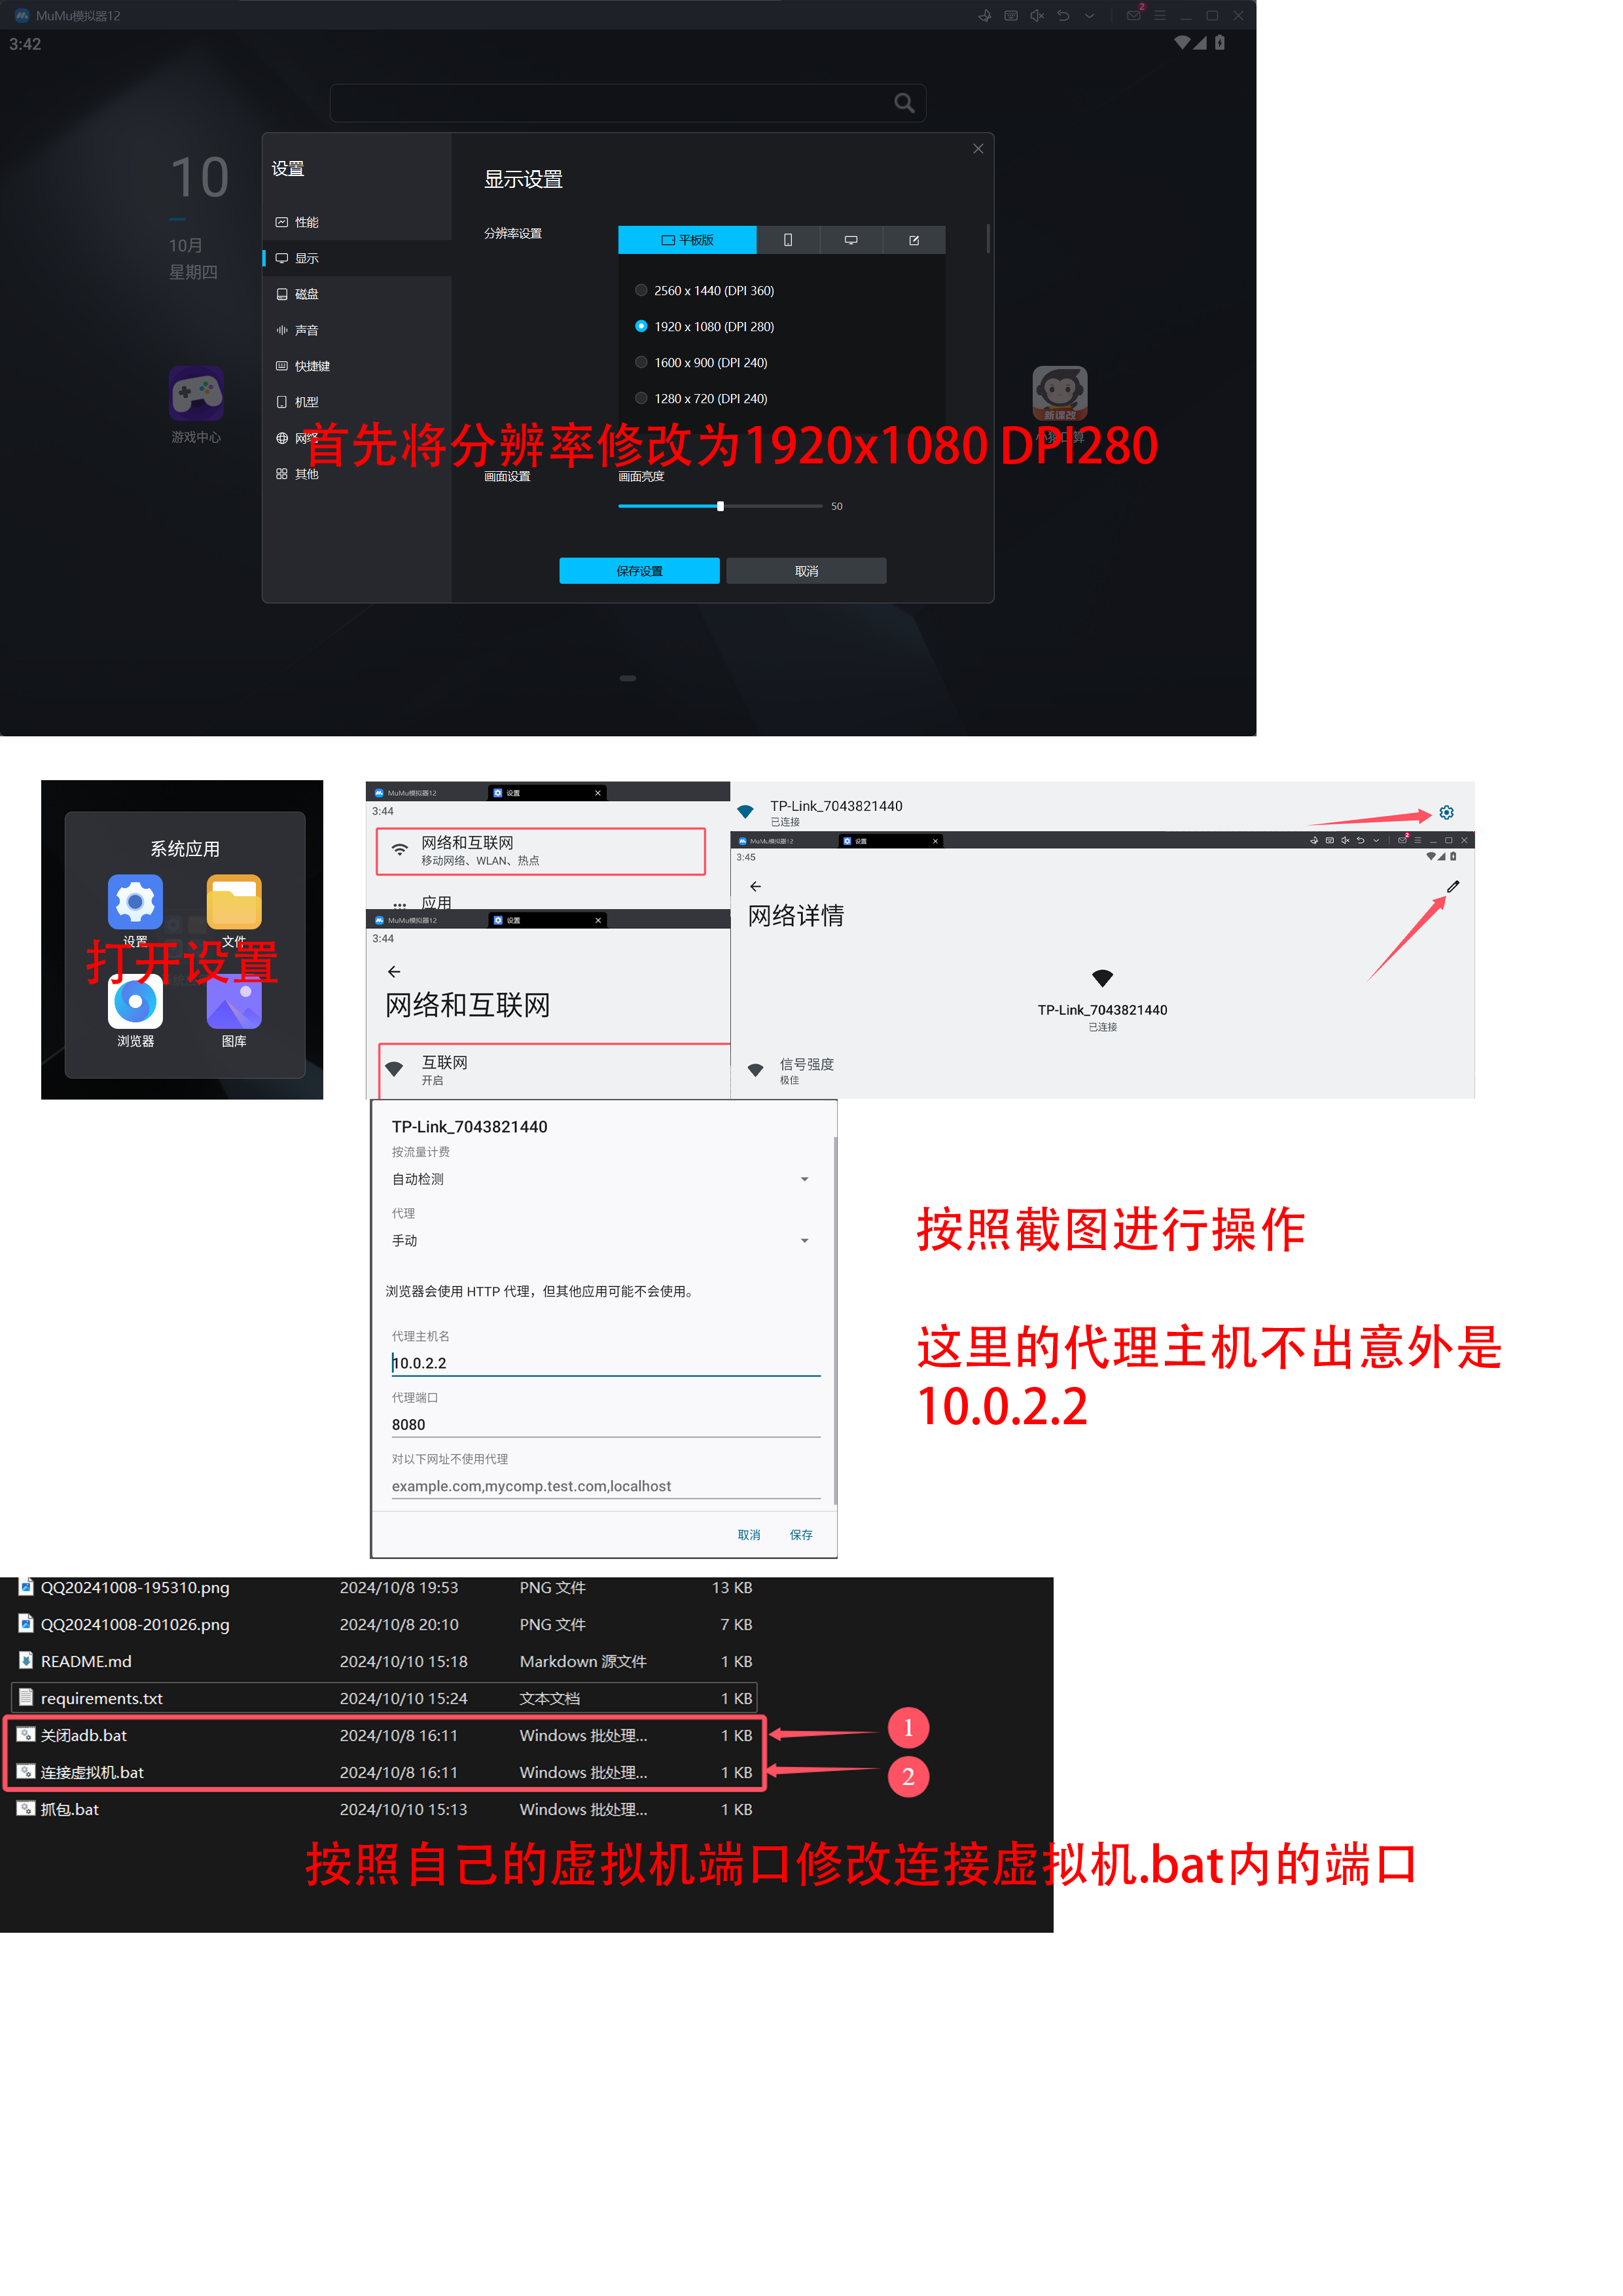 MuMu模拟器12
2
3:42
10
10月
星期四
游戏中心
新课改
设置
性能
显示
磁盘
声音
快捷键
机型
网络
其他
显示设置
分辨率设置
平板版
2560 x 1440 (DPI 360)
1920 x 1080 (DPI 280)
1600 x 900 (DPI 240)
1280 x 720 (DPI 240)
首先将分辨率修改为1920x1080 DPI280
画面设置
画面亮度
50
保存设置
取消
系统应用
设置
文件
打开设置
浏览器
图库
MuMu模拟器12
设置
3:44
网络和互联网
移动网络、WLAN、热点
应用
MuMu模拟器12
设置
3:44
网络和互联网
互联网
开启
TP-Link_7043821440
已连接
MuMu模拟器12
设置
2
3:45
网络详情
TP-Link_7043821440
已连接
信号强度
极佳
TP-Link_7043821440
按流量计费
自动检测
代理
手动
浏览器会使用 HTTP 代理，但其他应用可能不会使用。
代理主机名
10.0.2.2
代理端口
8080
对以下网址不使用代理
example.com,mycomp.test.com,localhost
取消
保存
按照截图进行操作
这里的代理主机不出意外是
10.0.2.2
QQ20241008-195310.png 2024/10/8 19:53 PNG 文件 13 KB
QQ20241008-201026.png 2024/10/8 20:10 PNG 文件 7 KB
README.md 2024/10/10 15:18 Markdown 源文件 1 KB
requirements.txt 2024/10/10 15:24 文本文档 1 KB
关闭adb.bat 2024/10/8 16:11 Windows 批处理... 1 KB
1
连接虚拟机.bat 2024/10/8 16:11 Windows 批处理... 1 KB
2
抓包.bat 2024/10/10 15:13 Windows 批处理... 1 KB
按照自己的虚拟机端口修改连接虚拟机.bat内的端口